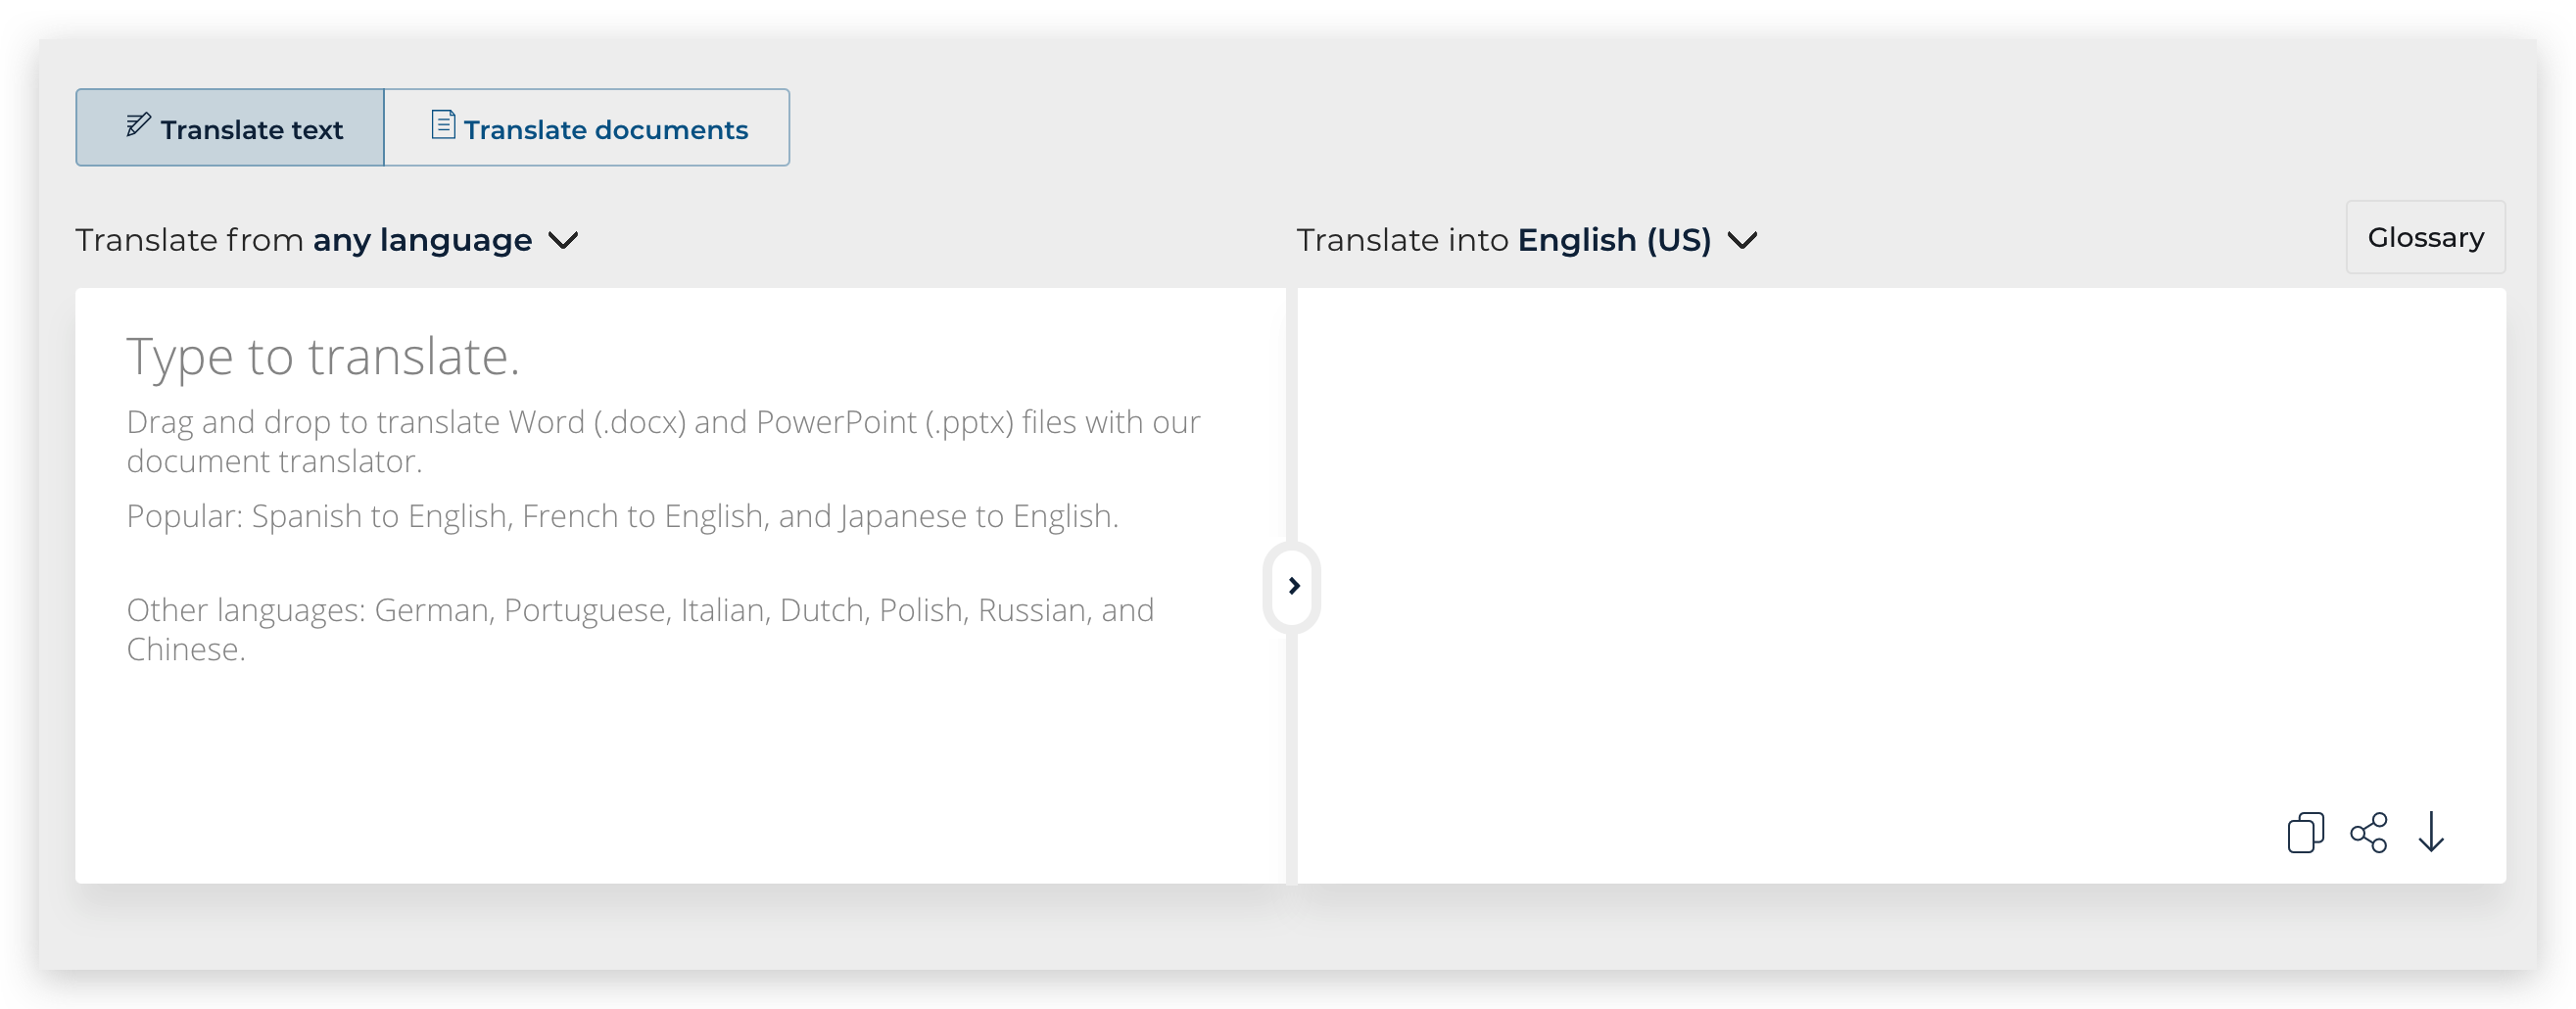 Translate text
Translate documents
Translate from any language
Translate into English (US)
Glossary
Type to translate.
Drag and drop to translate Word (.docx) and PowerPoint (.pptx) files with our
document translator.
Popular: Spanish to English, French to English, and Japanese to English.
Other languages: German, Portuguese, Italian, Dutch, Polish, Russian, and
Chinese.